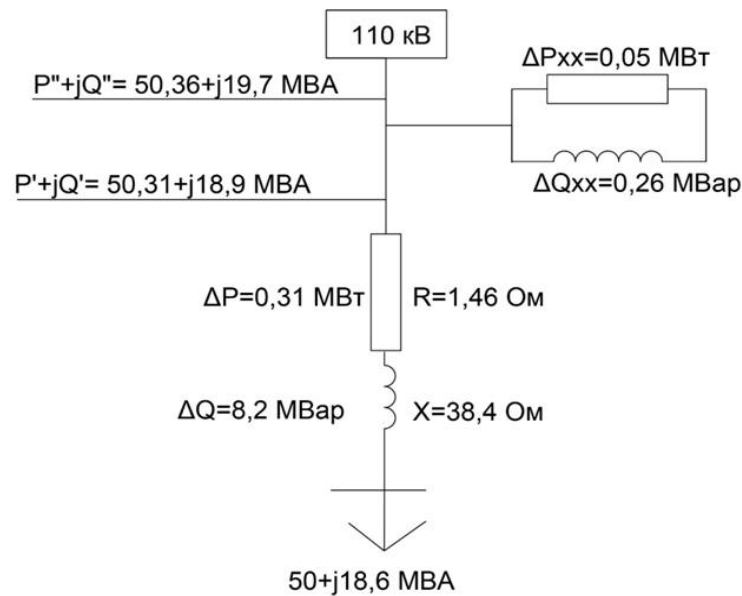 110 кВ
ΔPхх=0,05 МВт
P"+jQ"= 50,36+j19,7 МВА
P'+jQ'= 50,31+j18,9 МВА
ΔQхх=0,26 МВар
ΔP=0,31 МВт R=1,46 Ом
ΔQ=8,2 МВар X=38,4 Ом
50+j18,6 МВА